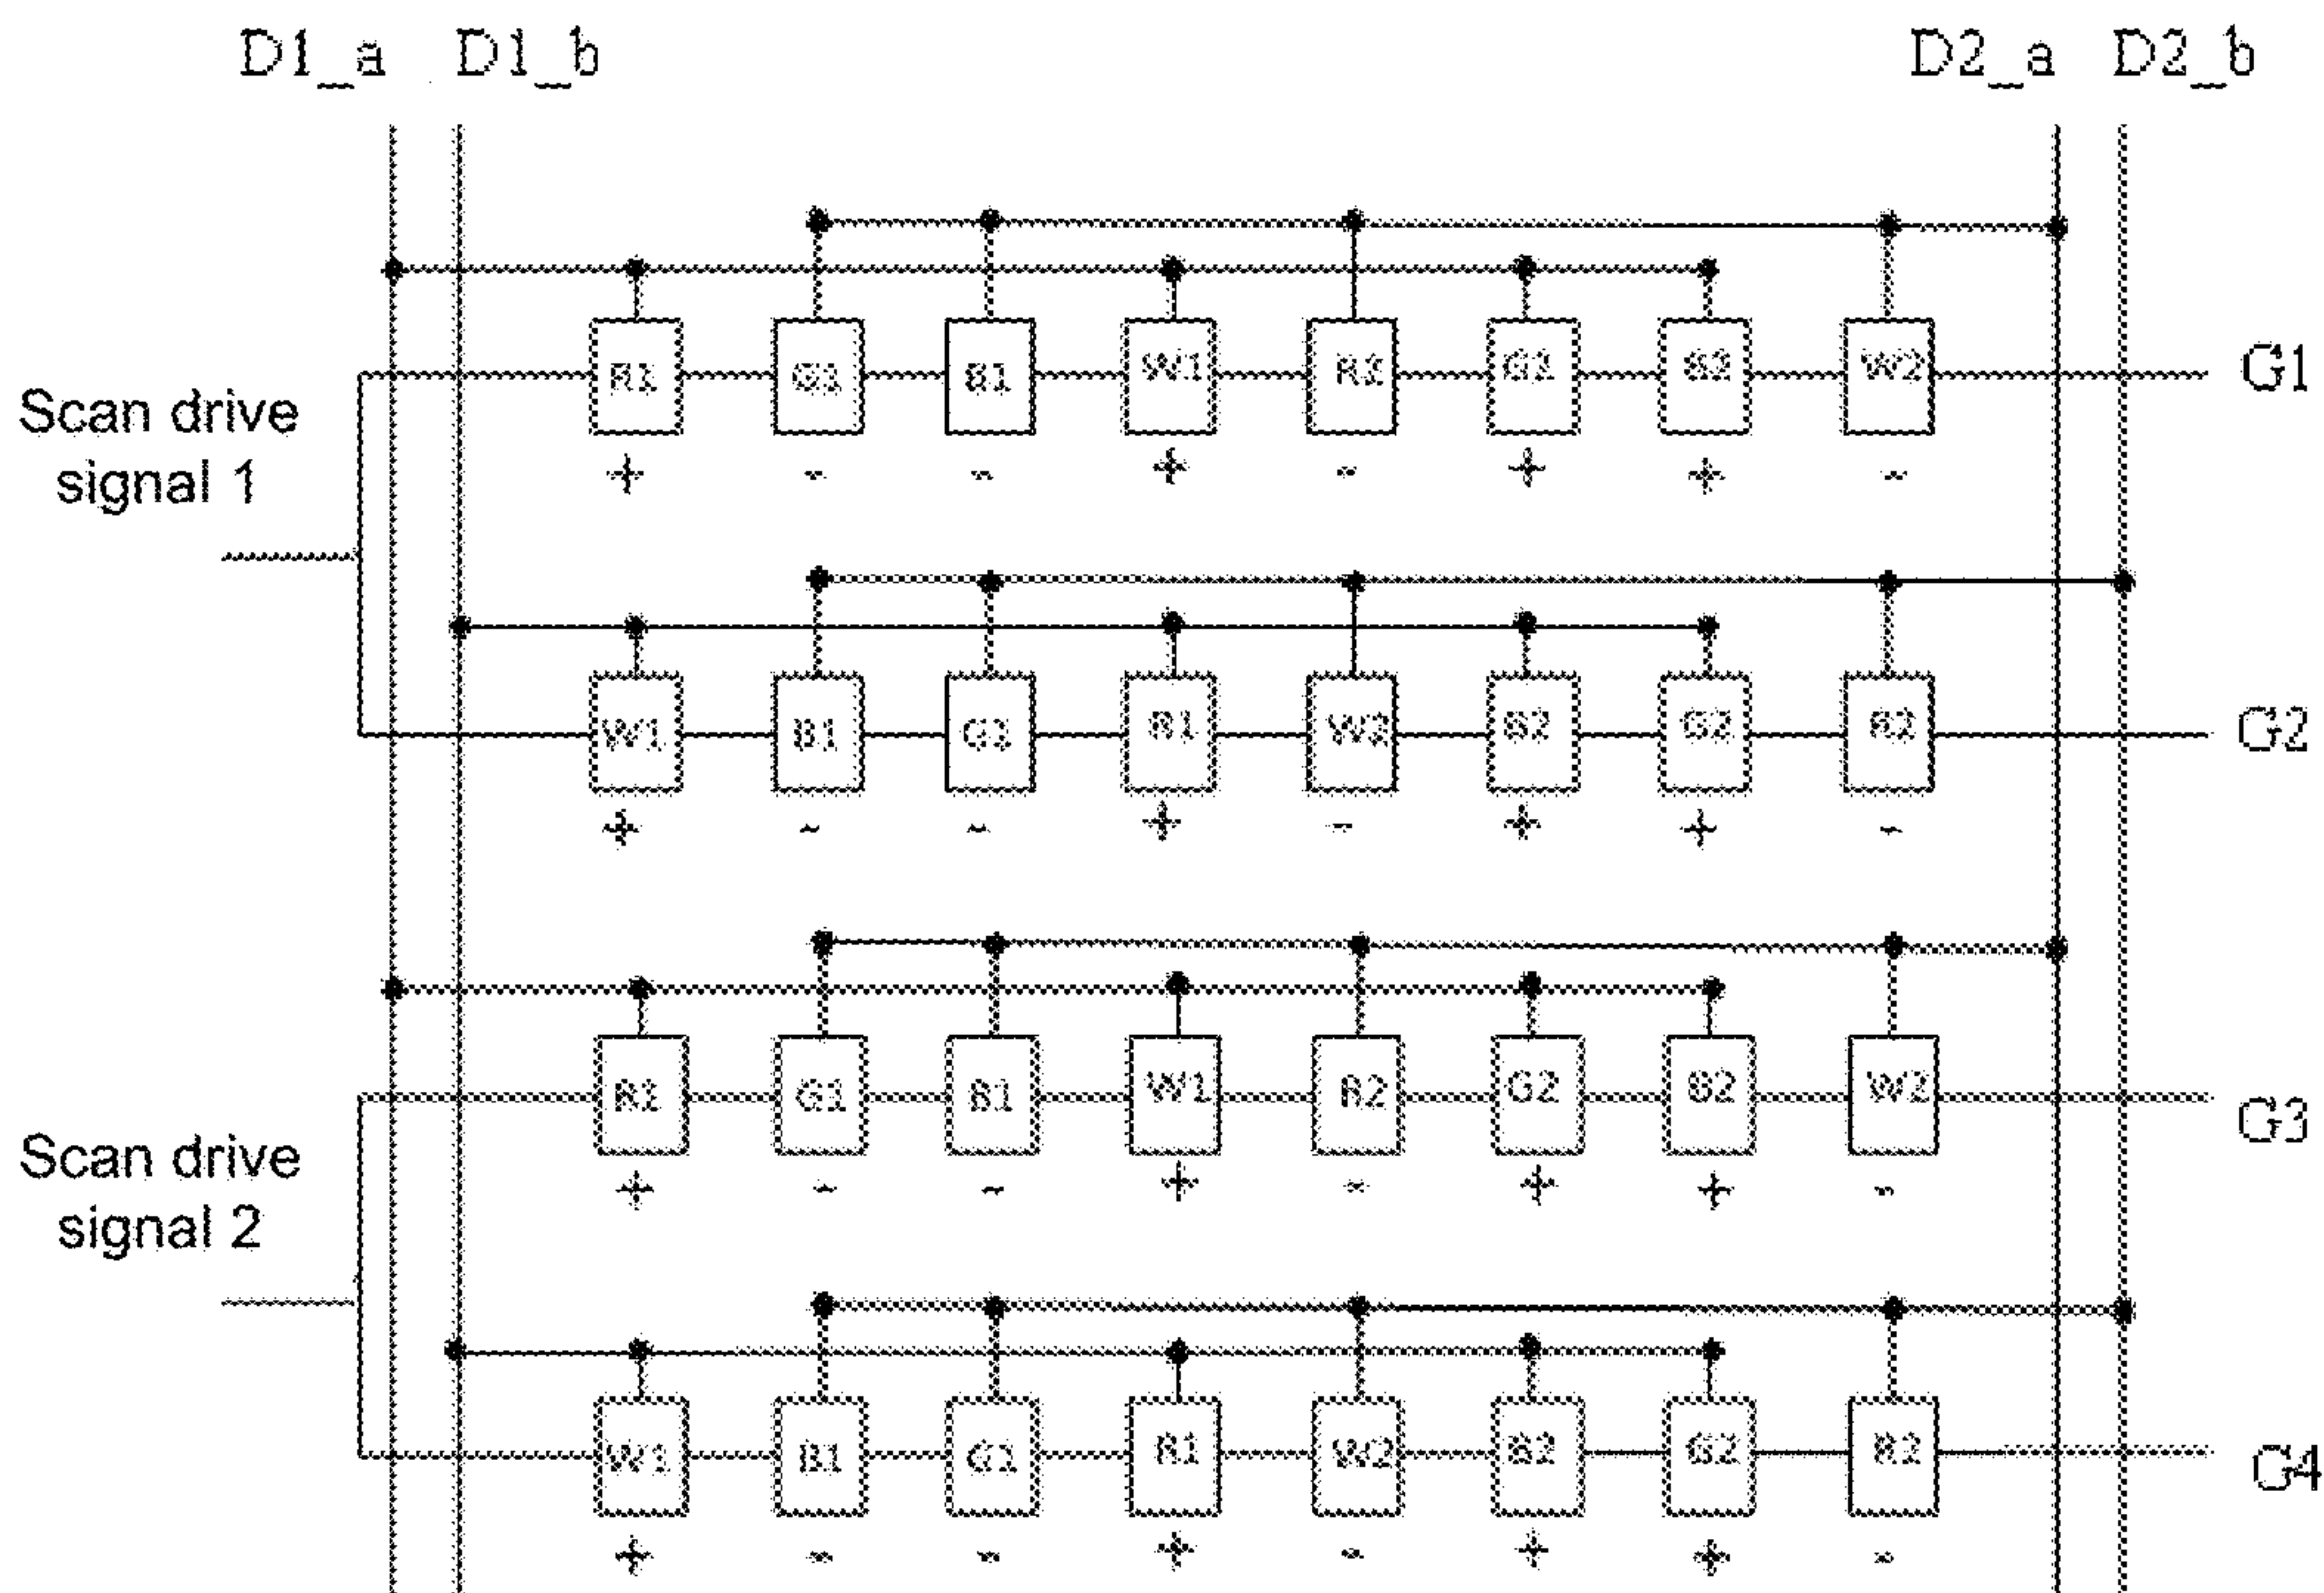 D1_a D1_b D2_a D2_b
R1 G1 B1 W1 R2 G2 B2 W2 G1
Scan drive
signal 1
+ - - + - + + -
W1 B1 G1 R1 W2 B2 G2 R2 G2
+ - - + - + + -
R1 G1 B1 W1 R2 G2 B2 W2 G3
Scan drive
signal 2
+ - - + - + + -
W1 B1 G1 R1 W2 B2 G2 R2 G4
+ - - + - + + -